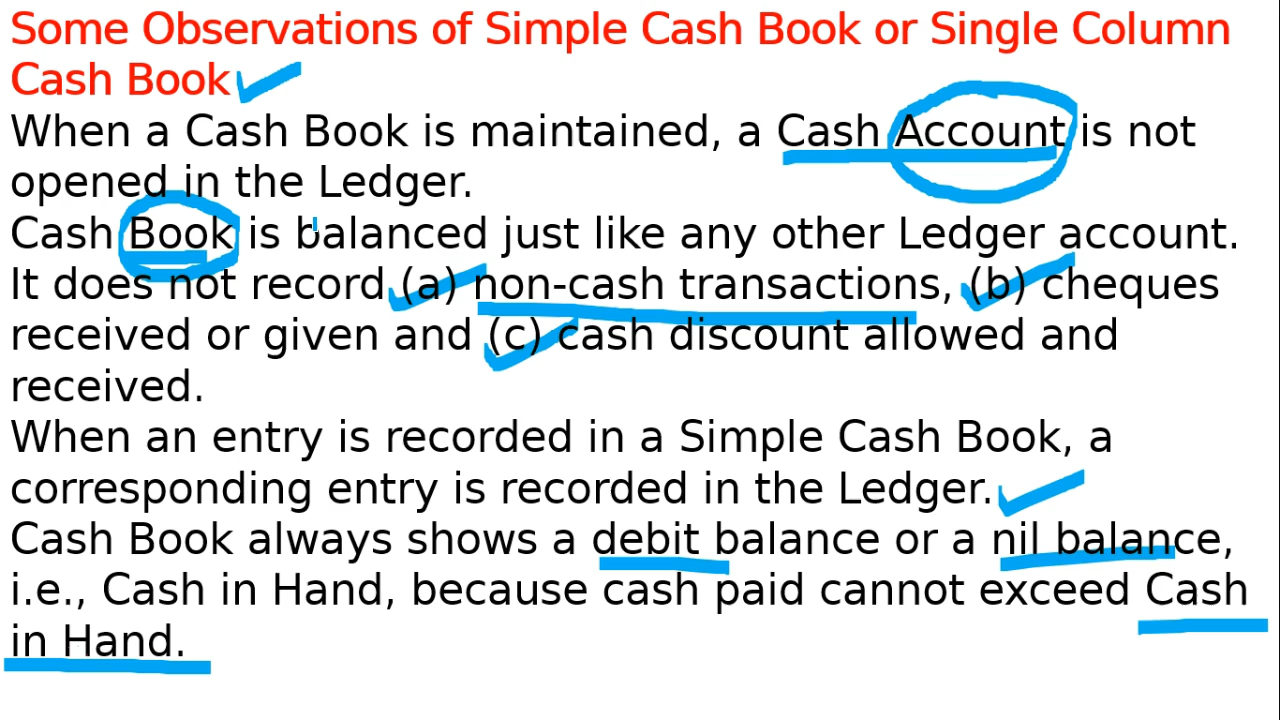 Some Observations of Simple Cash Book or Single Column
Cash Book
When a Cash Book is maintained, a Cash Account is not
opened in the Ledger.
Cash Book is balanced just like any other Ledger account.
It does not record (a) non-cash transactions, (b) cheques
received or given and (c) cash discount allowed and
received.
When an entry is recorded in a Simple Cash Book, a
corresponding entry is recorded in the Ledger.
Cash Book always shows a debit balance or a nil balance,
i.e., Cash in Hand, because cash paid cannot exceed Cash
in Hand.